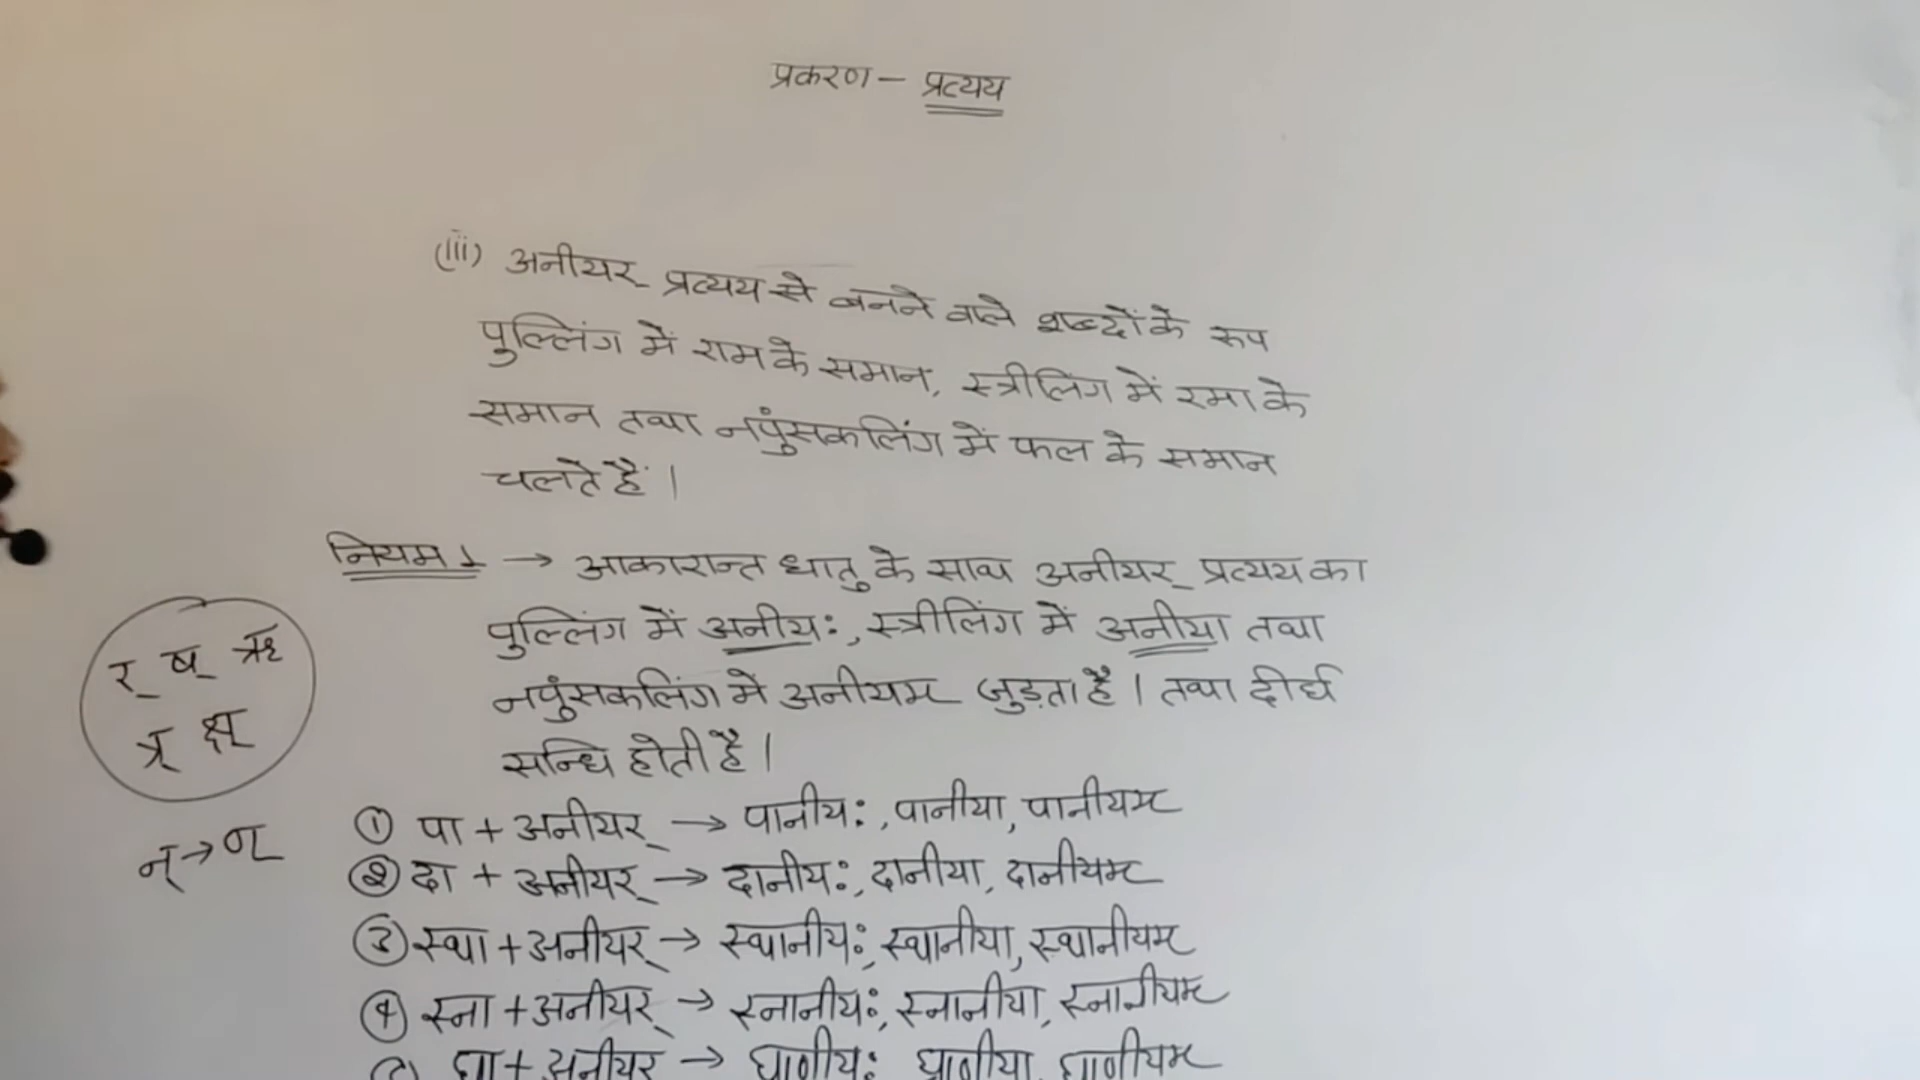 प्रकरण – प्रत्यय
(iii) अनीयर् प्रत्यय से बनने वाले शब्दों के रूप
पुल्लिंग में राम के समान, स्त्रीलिंग में रमा के
समान तथा नपुंसकलिंग में फल के समान
चलते हैं।
नियम 1 → आकारान्त धातु के साथ अनीयर् प्रत्यय का
पुल्लिंग में अनीयः, स्त्रीलिंग में अनीया तथा
नपुंसकलिंग में अनीयम् जुड़ता है। तथा दीर्घ
सन्धि होती है।
र् ष् ऋ
त्र् क्ष्
न् → ण्
① पा + अनीयर् → पानीयः, पानीया, पानीयम्
② दा + अनीयर् → दानीयः, दानीया, दानीयम्
③ स्था + अनीयर् → स्थानीयः, स्थानीया, स्थानीयम्
④ स्ना + अनीयर् → स्नानीयः, स्नानीया, स्नानीयम्
+ अनीयर् →